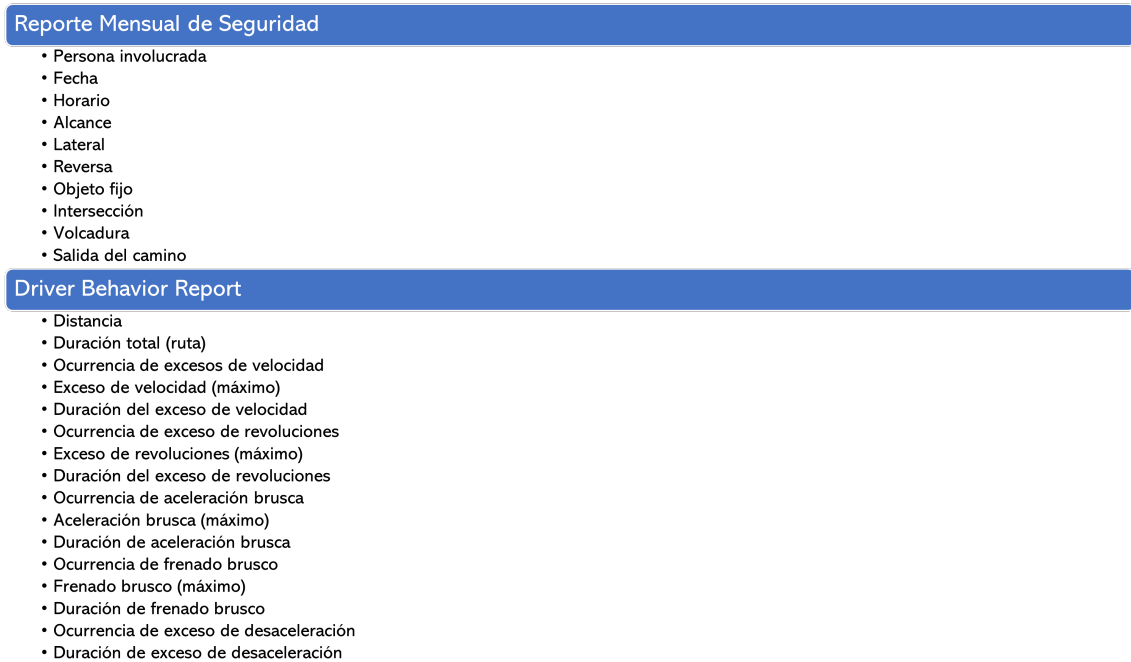 Reporte Mensual de Seguridad
• Persona involucrada
• Fecha
• Horario
• Alcance
• Lateral
• Reversa
• Objeto fijo
• Intersección
• Volcadura
• Salida del camino
Driver Behavior Report
• Distancia
• Duración total (ruta)
• Ocurrencia de excesos de velocidad
• Exceso de velocidad (máximo)
• Duración del exceso de velocidad
• Ocurrencia de exceso de revoluciones
• Exceso de revoluciones (máximo)
• Duración del exceso de revoluciones
• Ocurrencia de aceleración brusca
• Aceleración brusca (máximo)
• Duración de aceleración brusca
• Ocurrencia de frenado brusco
• Frenado brusco (máximo)
• Duración de frenado brusco
• Ocurrencia de exceso de desaceleración
• Duración de exceso de desaceleración